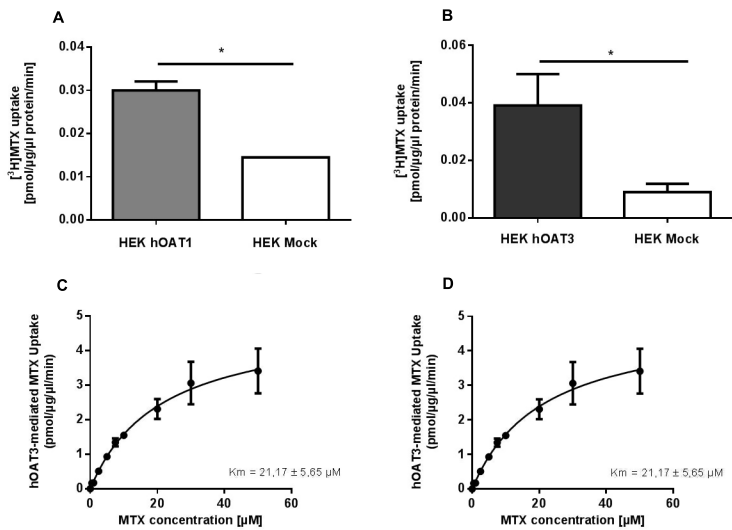 A
[³H]MTX uptake
[pmol/µg/µl protein/min]
0.04
0.03
0.02
0.01
0.00
*
HEK hOAT1
HEK Mock
B
[³H]MTX uptake
[pmol/µg/µl protein/min]
0.06
0.04
0.02
0.00
*
HEK hOAT3
HEK Mock
C
hOAT3-mediated MTX Uptake
(pmol/µg/µl/min)
5
4
3
2
1
0
Km = 21,17 ± 5,65 µM
0
20
40
60
MTX concentration [µM]
D
hOAT3-mediated MTX Uptake
(pmol/µg/µl/min)
5
4
3
2
1
0
Km = 21,17 ± 5,65 µM
0
20
40
60
MTX concentration [µM]